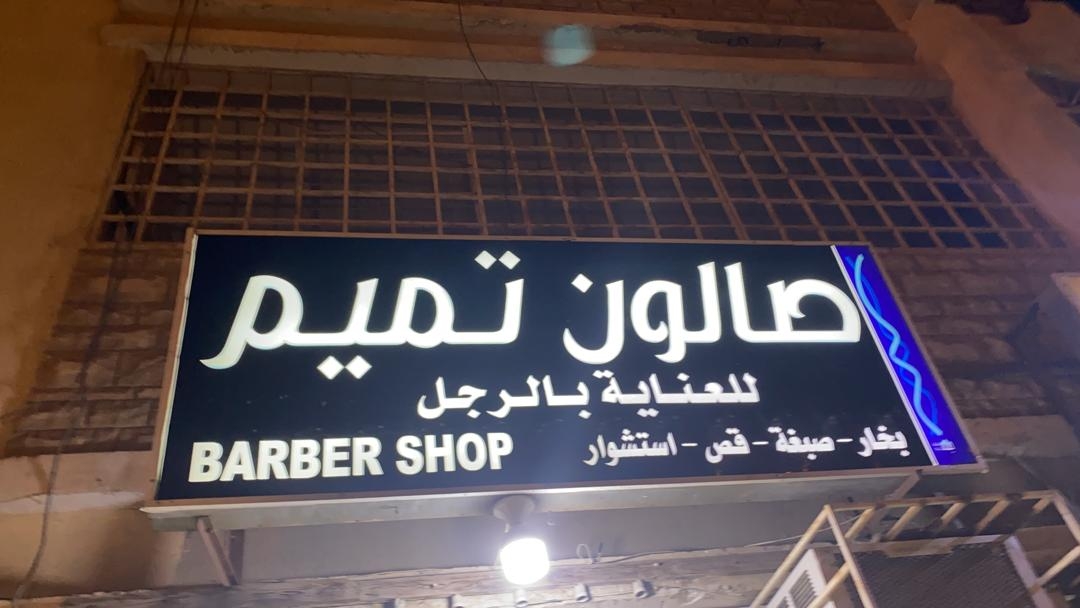 صالون تميم
للعناية بالرجل
بخار - صبغة - قص - استشوار
BARBER SHOP